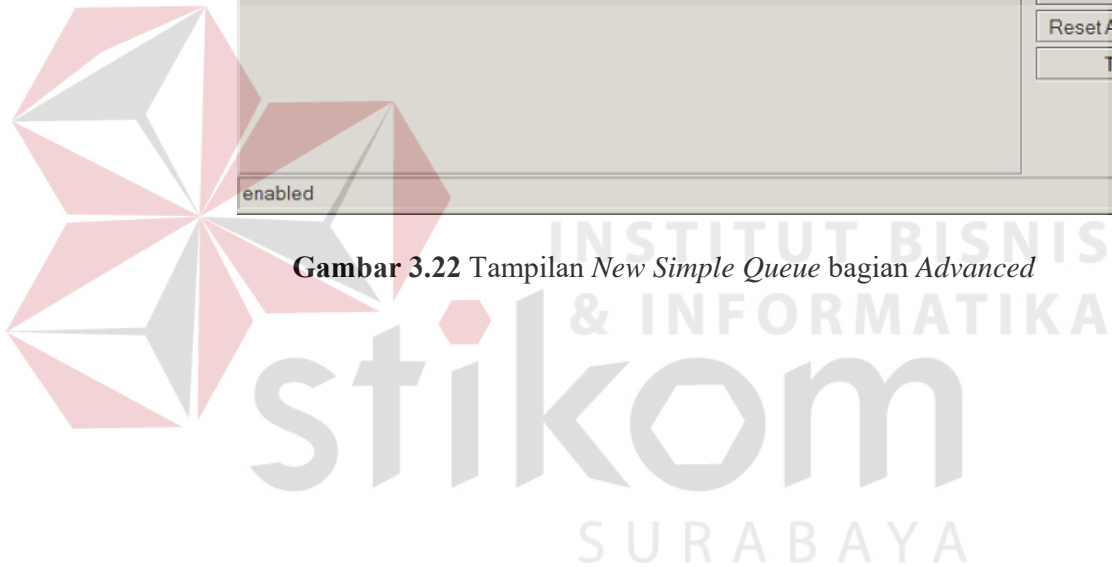 Reset A
T
enabled
INSTITUT BISNIS
Gambar 3.22 Tampilan New Simple Queue bagian Advanced
& INFORMATIKA
stikom
SURABAYA